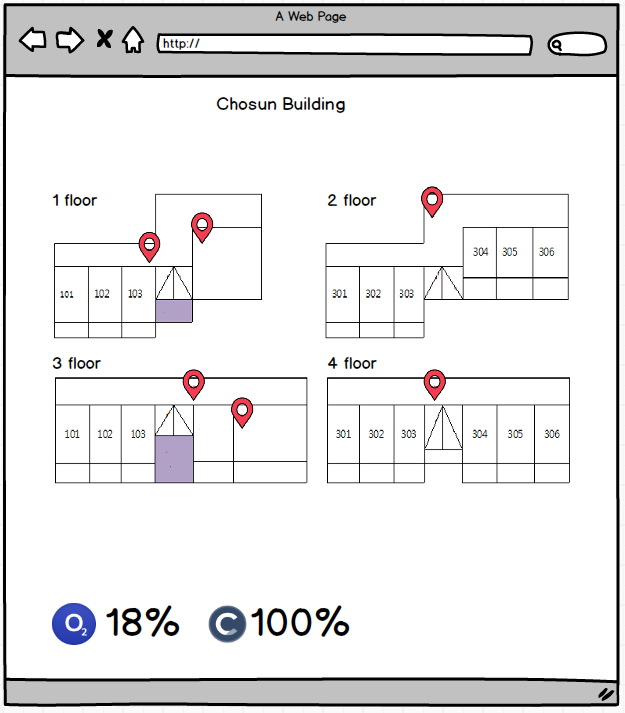 A Web Page
http://
Chosun Building
1 floor
101 102 103
2 floor
301 302 303 304 305 306
3 floor
101 102 103
4 floor
301 302 303 304 305 306
O2 18% C 100%